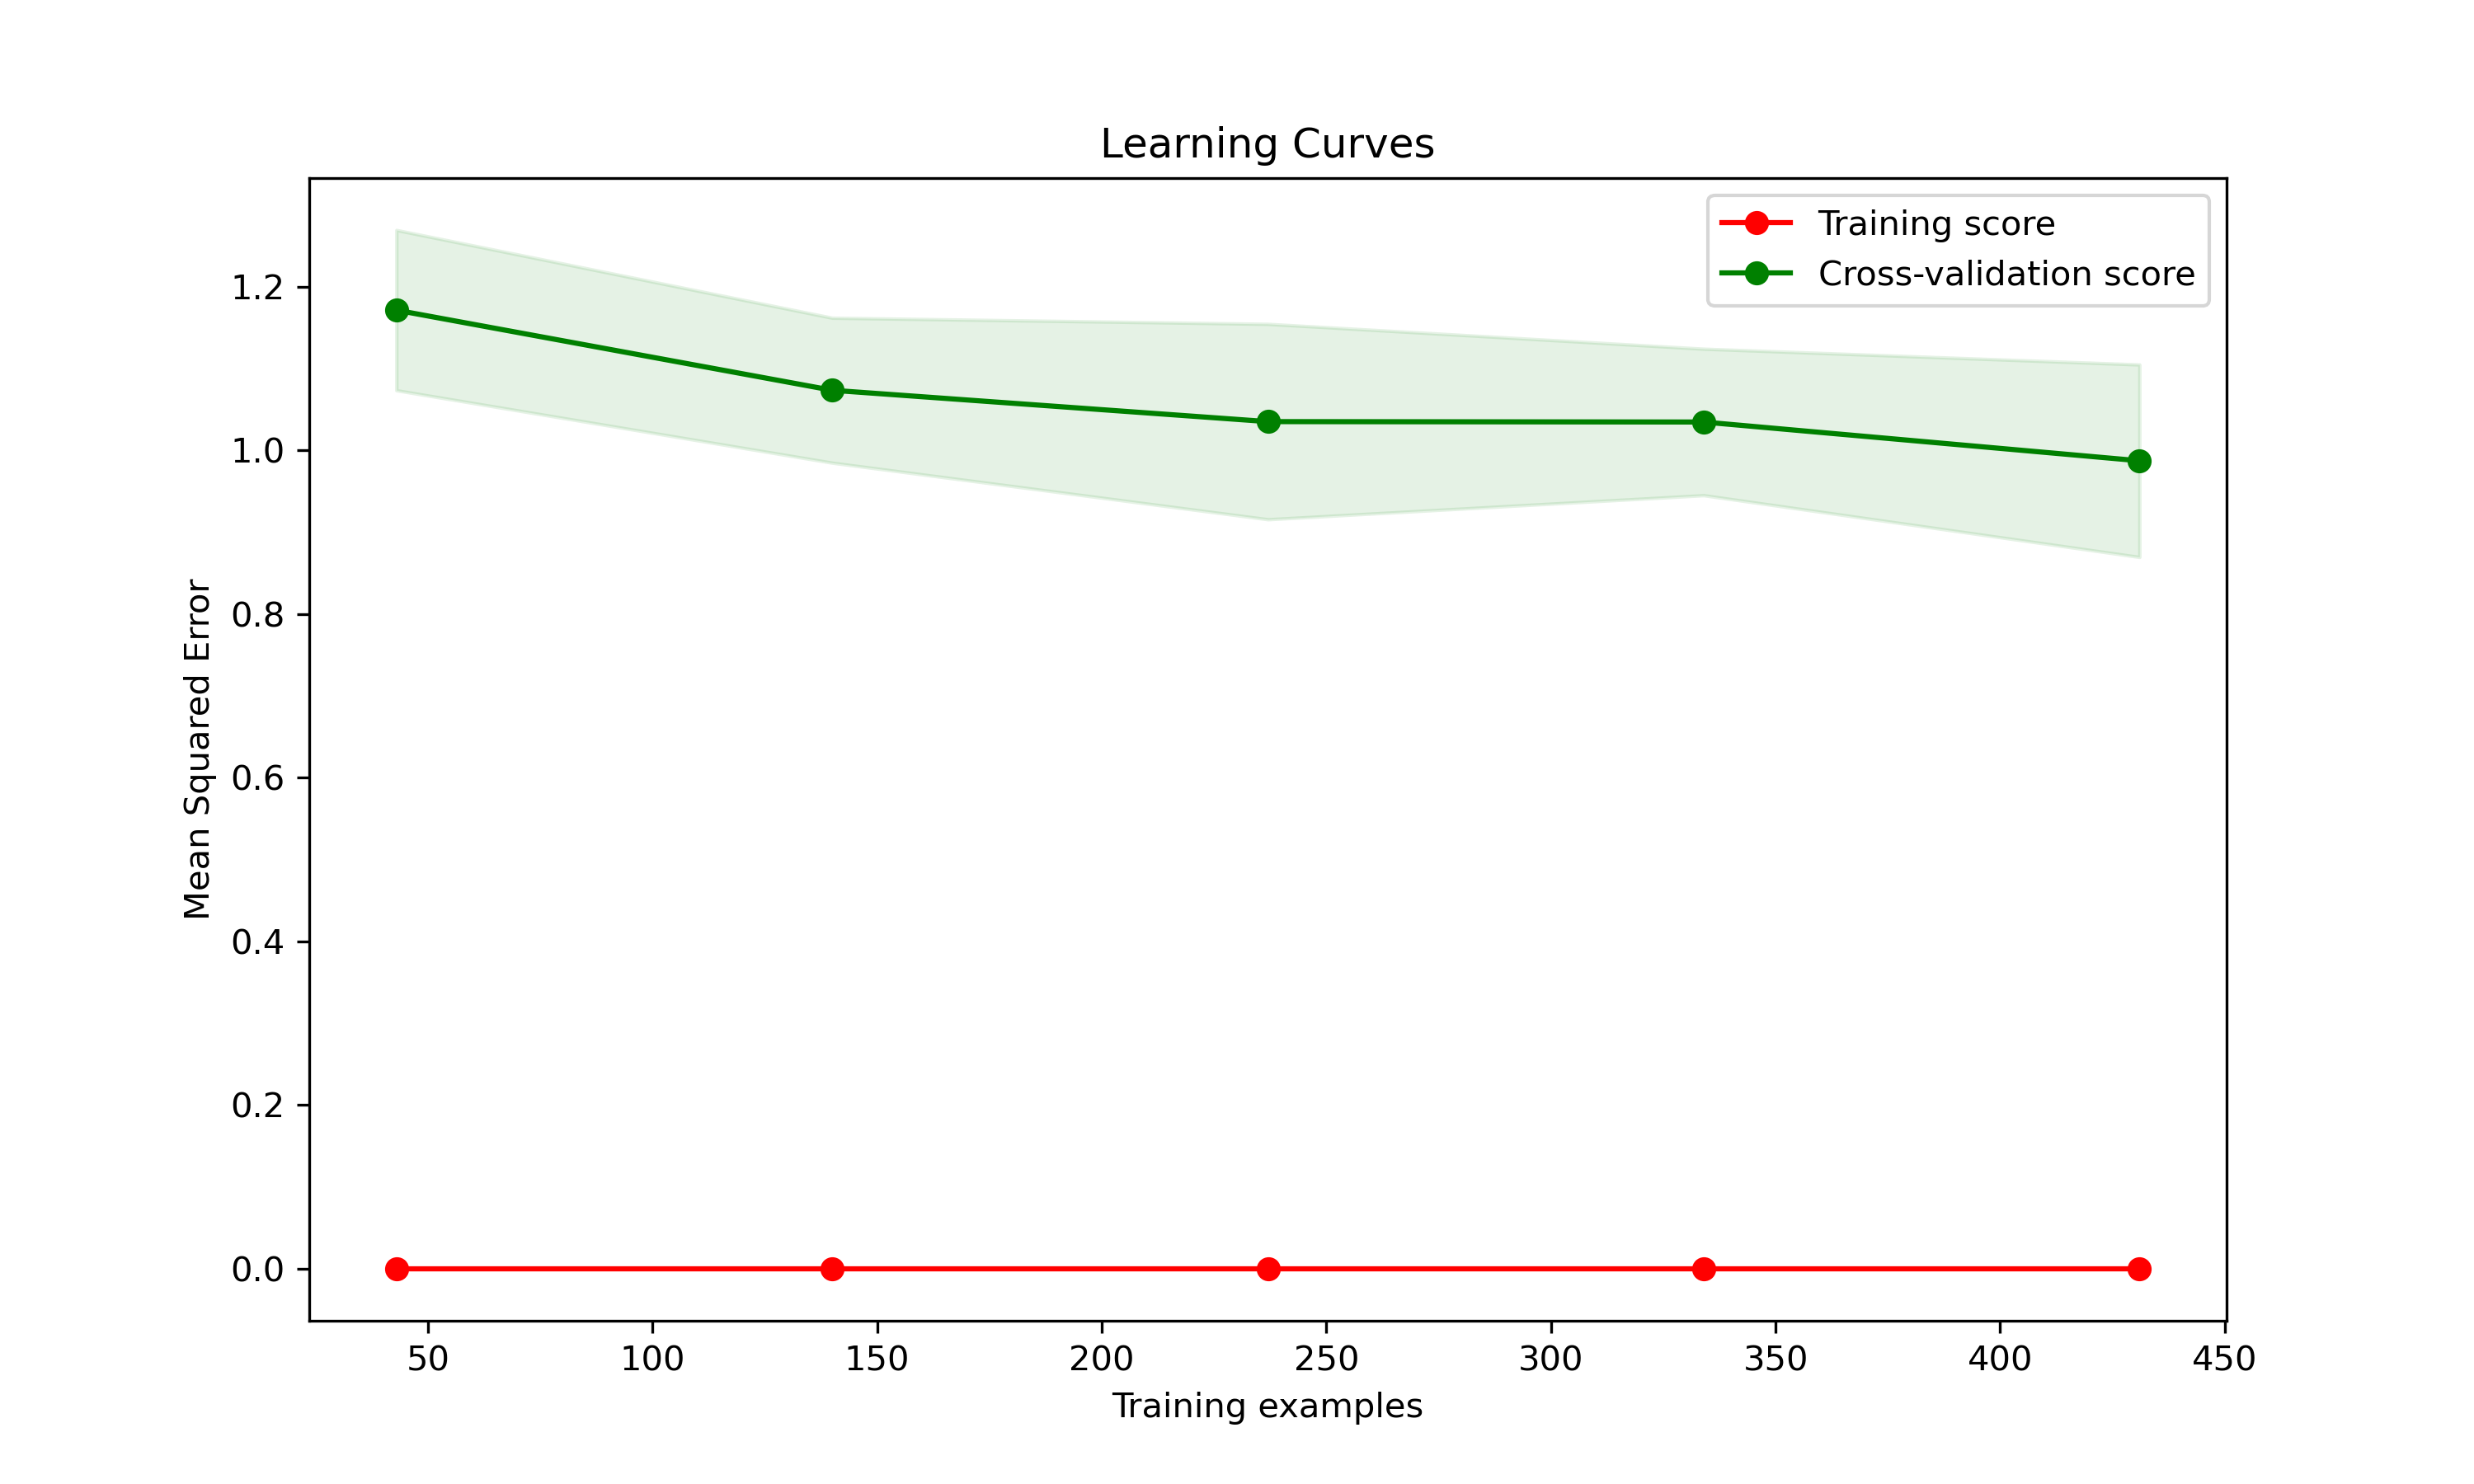 Learning Curves
Training score
Cross-validation score
1.2
1.0
0.8
0.6
0.4
0.2
0.0
Mean Squared Error
50 100 150 200 250 300 350 400 450
Training examples